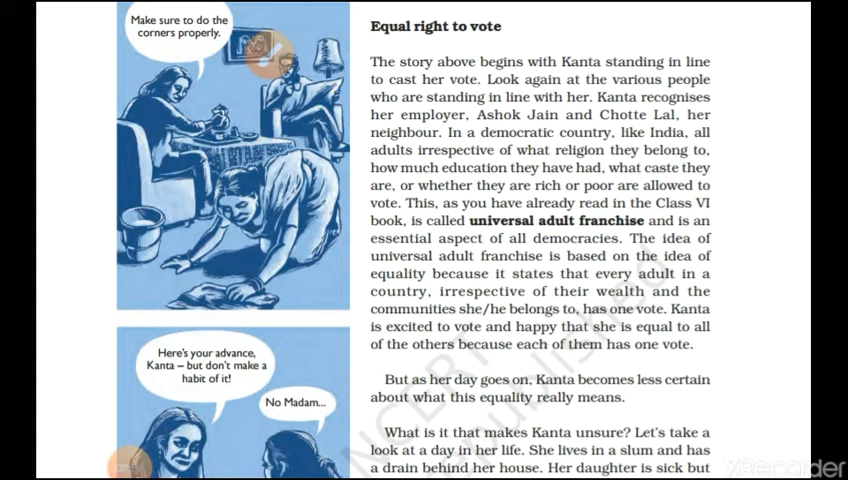 Make sure to do the
corners properly.
Here's your advance,
Kanta – but don't make a
habit of it!
No Madam...
Equal right to vote
The story above begins with Kanta standing in line
to cast her vote. Look again at the various people
who are standing in line with her. Kanta recognises
her employer, Ashok Jain and Chotte Lal, her
neighbour. In a democratic country, like India, all
adults irrespective of what religion they belong to,
how much education they have had, what caste they
are, or whether they are rich or poor are allowed to
vote. This, as you have already read in the Class VI
book, is called universal adult franchise and is an
essential aspect of all democracies. The idea of
universal adult franchise is based on the idea of
equality because it states that every adult in a
country, irrespective of their wealth and the
communities she/he belongs to, has one vote. Kanta
is excited to vote and happy that she is equal to all
of the others because each of them has one vote.
But as her day goes on, Kanta becomes less certain
about what this equality really means.
What is it that makes Kanta unsure? Let's take a
look at a day in her life. She lives in a slum and has
a drain behind her house. Her daughter is sick but
NCERT
republished
XRecorder